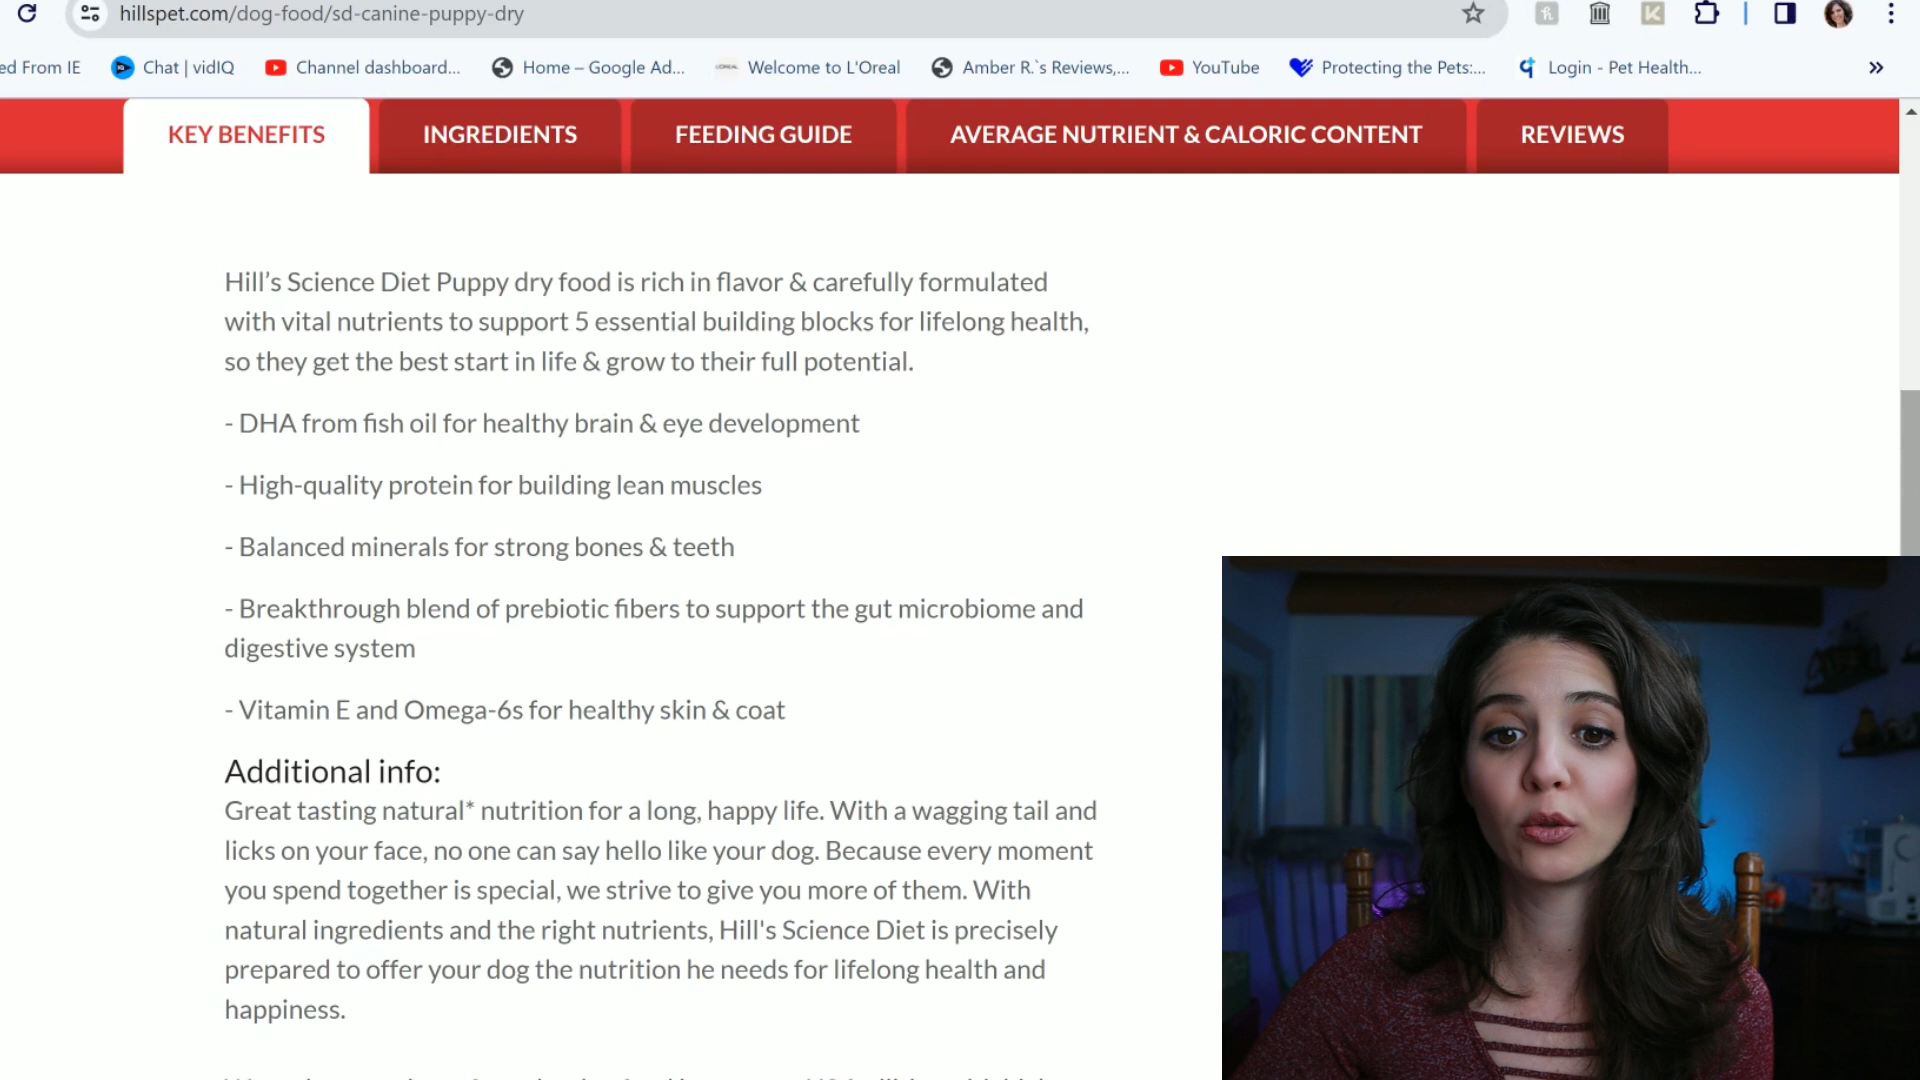 hillspet.com/dog-food/sd-canine-puppy-dry
ed From IE Chat | vidIQ Channel dashboard... Home – Google Ad... Welcome to L'Oreal Amber R.`s Reviews,... YouTube Protecting the Pets:... Login - Pet Health... »
KEY BENEFITS INGREDIENTS FEEDING GUIDE AVERAGE NUTRIENT & CALORIC CONTENT REVIEWS
Hill’s Science Diet Puppy dry food is rich in flavor & carefully formulated
with vital nutrients to support 5 essential building blocks for lifelong health,
so they get the best start in life & grow to their full potential.
- DHA from fish oil for healthy brain & eye development
- High-quality protein for building lean muscles
- Balanced minerals for strong bones & teeth
- Breakthrough blend of prebiotic fibers to support the gut microbiome and
digestive system
- Vitamin E and Omega-6s for healthy skin & coat
Additional info:
Great tasting natural* nutrition for a long, happy life. With a wagging tail and
licks on your face, no one can say hello like your dog. Because every moment
you spend together is special, we strive to give you more of them. With
natural ingredients and the right nutrients, Hill's Science Diet is precisely
prepared to offer your dog the nutrition he needs for lifelong health and
happiness.